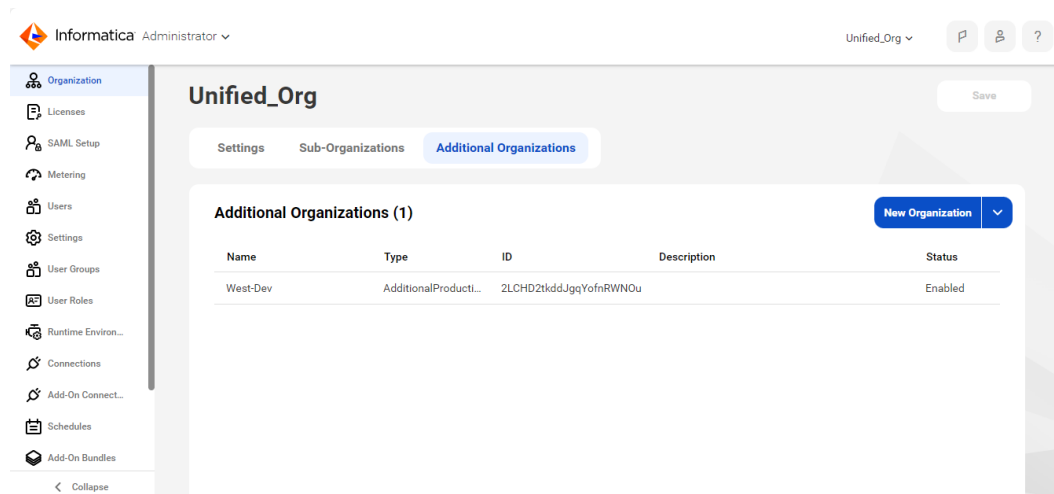 Informatica Administrator
Unified_Org
?
Organization
Licenses
SAML Setup
Metering
Users
Settings
User Groups
User Roles
Runtime Environ...
Connections
Add-On Connect...
Schedules
Add-On Bundles
Collapse
Unified_Org
Save
Settings Sub-Organizations Additional Organizations
Additional Organizations (1)
New Organization
Name Type ID Description Status
West-Dev AdditionalProducti... 2LCHD2tkddJgqYofnRWNOu Enabled